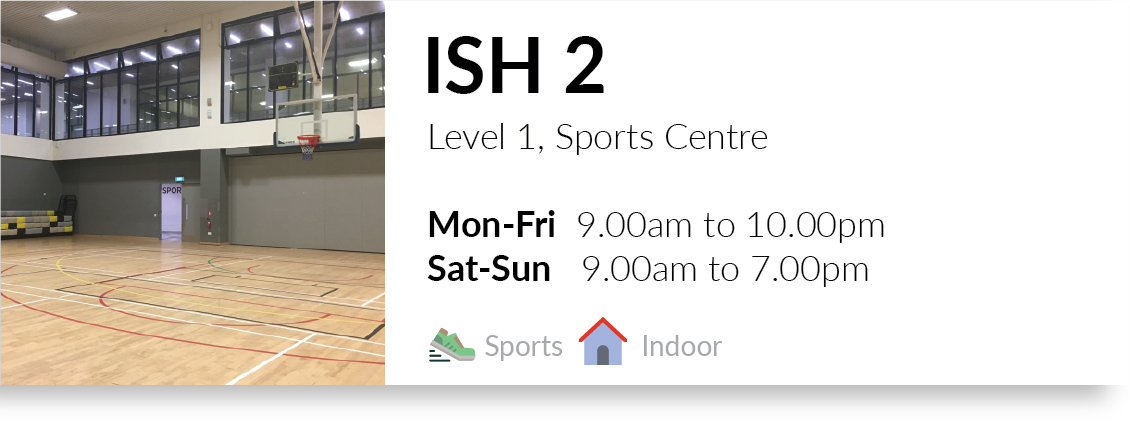 ISH 2
Level 1, Sports Centre
Mon-Fri 9.00am to 10.00pm
Sat-Sun 9.00am to 7.00pm
Sports Indoor
SPOR